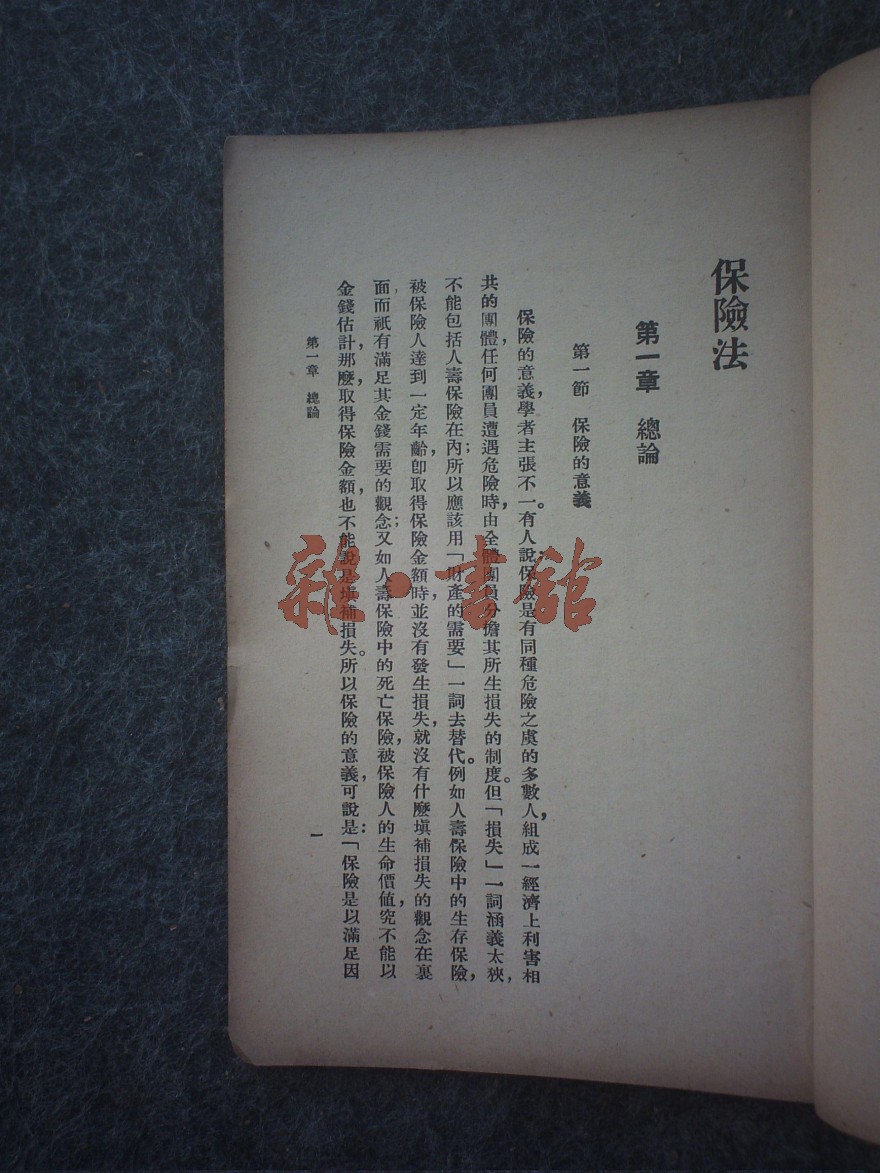 保險法
第一章 總論
第一節 保險的意義
保險的意義，學者主張不一。有人說：保險是有同種危險之虞的多數人，組成一經濟上利害相
共的團體，任何團員遭遇危險時，由全體團員分擔其所生損失的制度。但「損失」一詞涵義太狹，
不能包括人壽保險在內；所以應該用「財產的需要」一詞去替代。例如人壽保險中的生存保險，
被保險人達到一定年齡，卽取得保險金額時，並沒有發生損失，就沒有什麼塡補損失的觀念在裏
面，而祇有滿足其金錢需要的觀念；又如人壽保險中的死亡保險，被保險人的生命價值，究不能以
金錢估計，那麼，取得保險金額，也不能說是塡補損失。所以保險的意義，可說是：「保險是以滿足因
第一章 總論
一
雜·書館